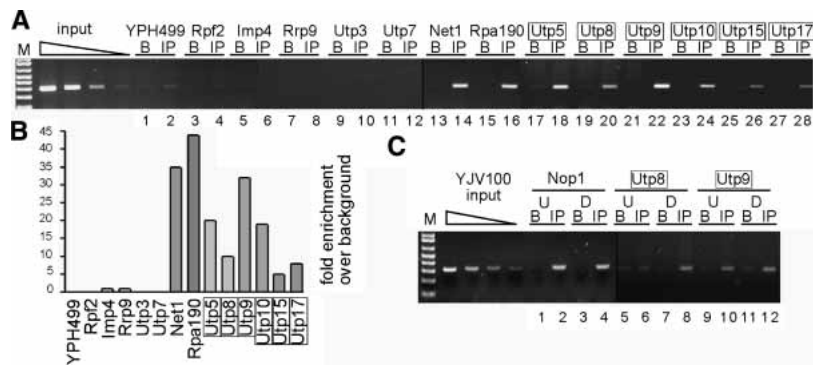 A
input YPH499 Rpf2 Imp4 Rrp9 Utp3 Utp7 Net1 Rpa190 Utp5 Utp8 Utp9 Utp10 Utp15 Utp17
M B IP B IP B IP B IP B IP B IP B IP B IP B IP B IP B IP B IP B IP B IP
1 2 3 4 5 6 7 8 9 10 11 12 13 14 15 16 17 18 19 20 21 22 23 24 25 26 27 28
B
45
40
35
30
25
20
15
10
5
0
YPH499 Rpf2 Imp4 Rrp9 Utp3 Utp7 Net1 Rpa190 Utp5 Utp8 Utp9 Utp10 Utp15 Utp17
fold enrichment
over background
C
YJV100
input
Nop1 Utp8 Utp9
U D U D U D
M B IP B IP B IP B IP B IP B IP
1 2 3 4 5 6 7 8 9 10 11 12